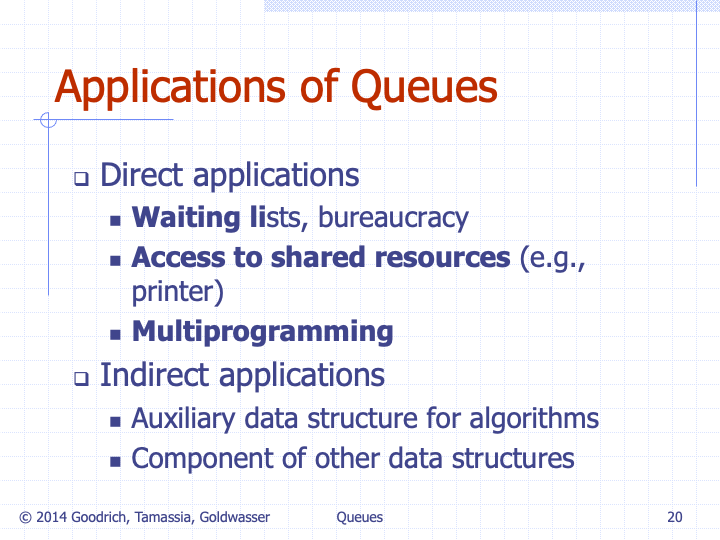 Applications of Queues
Direct applications
Waiting lists, bureaucracy
Access to shared resources (e.g.,
printer)
Multiprogramming
Indirect applications
Auxiliary data structure for algorithms
Component of other data structures
© 2014 Goodrich, Tamassia, Goldwasser
Queues
20